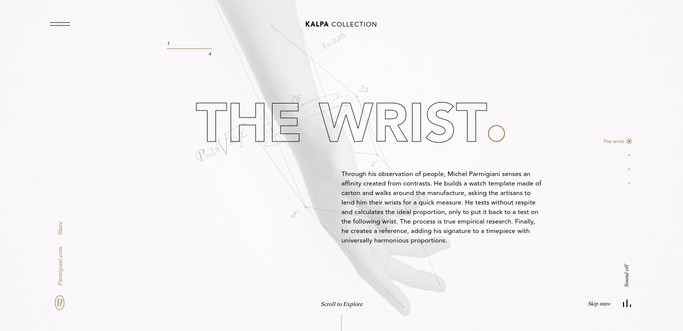 KALPA COLLECTION
1
4
2a
2b
THE WRIST.
The wrist
Through his observation of people, Michel Parmigiani senses an
affinity created from contrasts. He builds a watch template made of
carton and walks around the manufacture, asking the artisans to
lend him their wrists for a quick measure. He tests without respite
and calculates the ideal proportion, only to put it back to a test on
the following wrist. The process is true empirical research. Finally,
he creates a reference, adding his signature to a timepiece with
universally harmonious proportions.
Share
Parmigiani.com
Sound off
Scroll to Explore
Skip intro